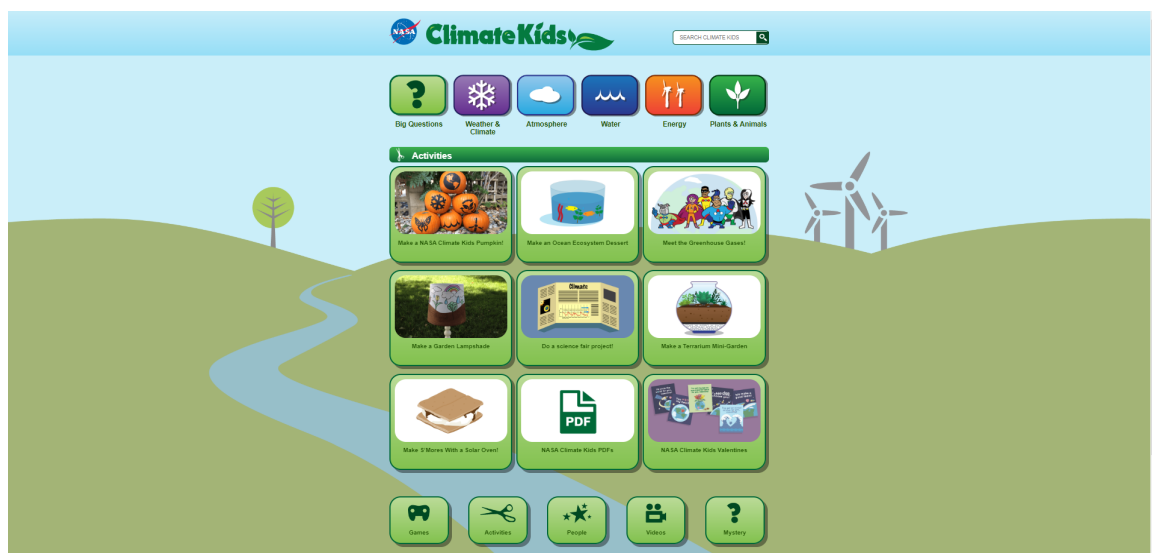 NASA
ClimateKids
SEARCH CLIMATE KIDS
Big Questions
Weather &
Climate
Atmosphere
Water
Energy
Plants & Animals
Activities
Make a NASA Climate Kids Pumpkin!
Make an Ocean Ecosystem Dessert
Meet the Greenhouse Gases!
Make a Garden Lampshade
Climate
Do a science fair project!
Make a Terrarium Mini-Garden
Make S'Mores With a Solar Oven!
PDF
NASA Climate Kids PDFs
NASA Climate Kids Valentines
Games
Activities
People
Videos
Mystery